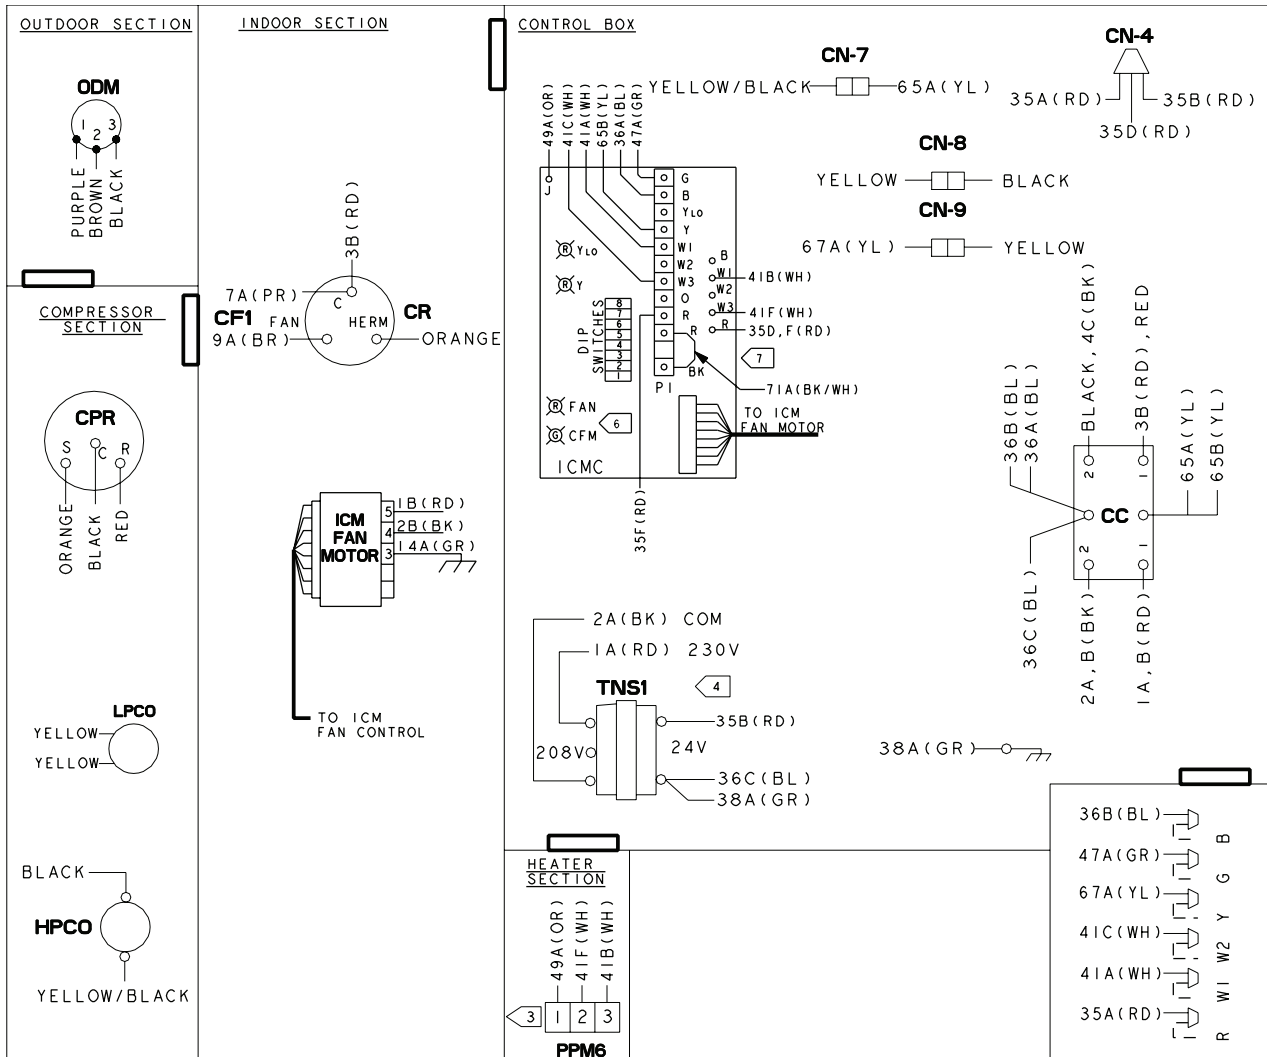 OUTDOOR SECTION
INDOOR SECTION
CONTROL BOX
ODM
1 2 3
PURPLE
BROWN
BLACK
COMPRESSOR
SECTION
CPR
S C R
ORANGE
BLACK
RED
LPCO
YELLOW
YELLOW
BLACK
HPCO
YELLOW/BLACK
3B(RD)
7A(PR)
C
CF1 FAN HERM CR
9A(BR)
ORANGE
ICM
FAN
MOTOR
5 1B(RD)
4 2B(BK)
3 14A(GR)
TO ICM
FAN CONTROL
49A(OR)
41C(WH)
41A(WH)
65B(YL)
36A(BL)
47A(GR)
J
G
B
YLO
Y
W1
W2
W3
O
R
R
BK
P1
R YLO
R Y
DIP
SWITCHES
8
7
6
5
4
3
2
1
B
W1 41B(WH)
W2
W3 41F(WH)
R 35D,F(RD)
7
71A(BK/WH)
TO ICM
FAN MOTOR
R FAN
G CFM
6
ICMC
35F(RD)
CN-7
YELLOW/BLACK 65A(YL)
CN-4
35A(RD) 35B(RD)
35D(RD)
CN-8
YELLOW BLACK
CN-9
67A(YL) YELLOW
36B(BL)
36A(BL)
BLACK,4C(BK)
3B(RD),RED
65A(YL)
65B(YL)
2 1
CC
2 1
36C(BL)
2A,B(BK)
1A,B(RD)
2A(BK) COM
1A(RD) 230V
TNS1
4
35B(RD)
208V 24V
36C(BL)
38A(GR)
38A(GR)
HEATER
SECTION
49A(OR)
41F(WH)
41B(WH)
3
1 2 3
PPM6
36B(BL) B
47A(GR) G
67A(YL) Y
41C(WH) W2
41A(WH) W1
35A(RD) R